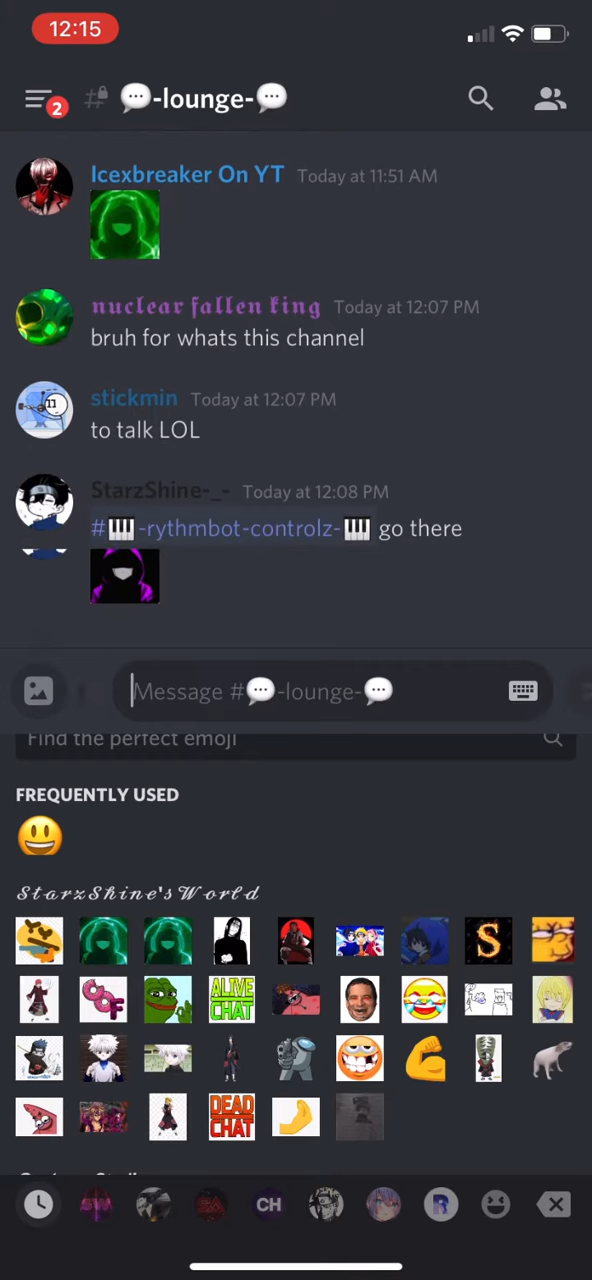 12:15
2
# 💬-lounge-💬
Icexbreaker On YT Today at 11:51 AM
𝖓𝖚𝖈𝖑𝖊𝖆𝖗 𝖋𝖆𝖑𝖑𝖊𝖓 𝖐𝖎𝖓𝖌 Today at 12:07 PM
bruh for whats this channel
stickmin Today at 12:07 PM
to talk LOL
StarzShine-_- Today at 12:08 PM
#🎹-rythmbot-controlz-🎹 go there
Message #💬-lounge-💬
Find the perfect emoji
FREQUENTLY USED
𝓢𝓽𝓪𝓻𝔃𝓢𝓱𝓲𝓷𝓮'𝓼 𝓦𝓸𝓻𝓵𝓭
S
ALIVE
CHAT
DEAD
CHAT
CH
R